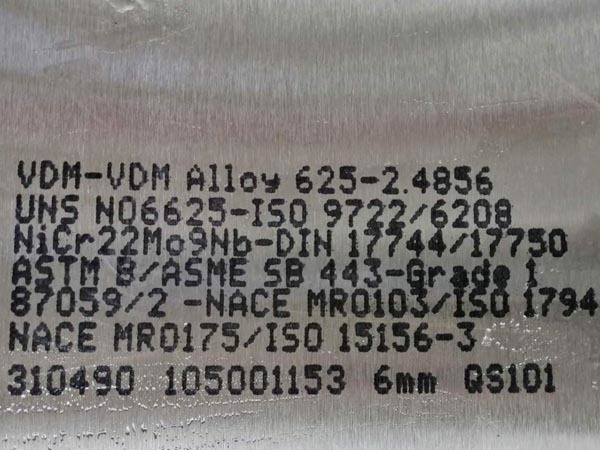 VDM-VDM Alloy 625-2.4856
UNS N06625-ISO 9722/6208
NiCr22Mo9Nb-DIN 17744/17750
ASTM B/ASME SB 443-Grade 1
87059/2 -NACE MR0103/ISO 1794
NACE MR0175/ISO 15156-3
310490 105001153 6mm QS101